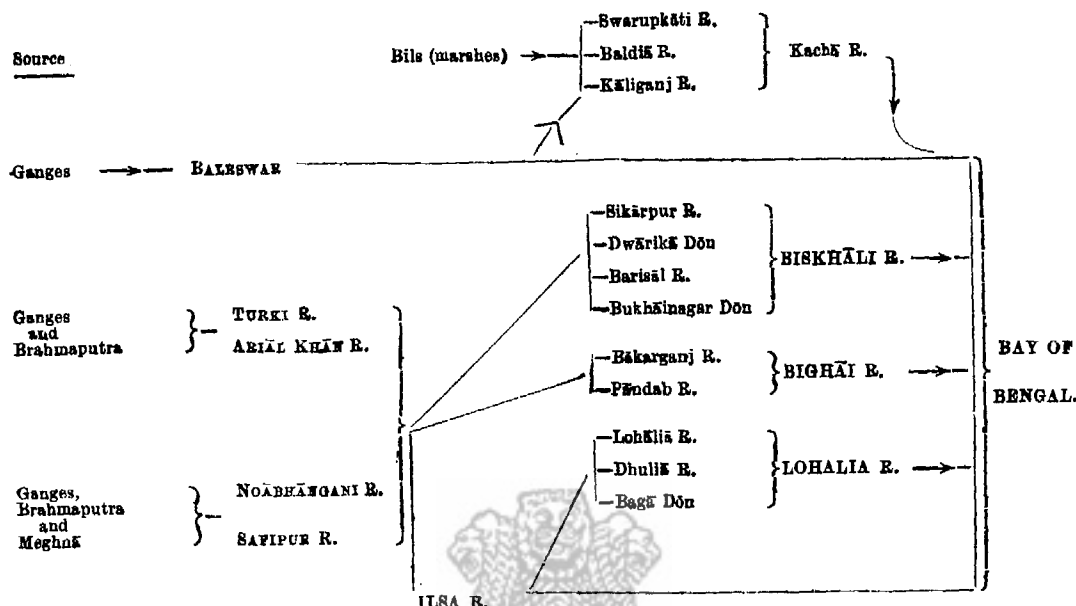 Source
Bils (marshes)
Swarupkāti R.
Baldiā R.
Kāliganj R.
Kachā R.
Ganges
BALESWAR
Sikārpur R.
Dwārikā Dōn
Barisāl R.
Bukhāinagar Dōn
BISKHĀLI R.
Ganges
and
Brahmaputra
TURKI R.
ARIĀL KHĀN R.
Bākarganj R.
Pāndab R.
BIGHĀI R.
BAY OF
BENGAL.
Lohāliā R.
Dhuliā R.
Bagā Dōn
LOHALIA R.
Ganges,
Brahmaputra
and
Meghnā
NOĀBHĀNGANI R.
SAFIPUR R.
ILSA R.